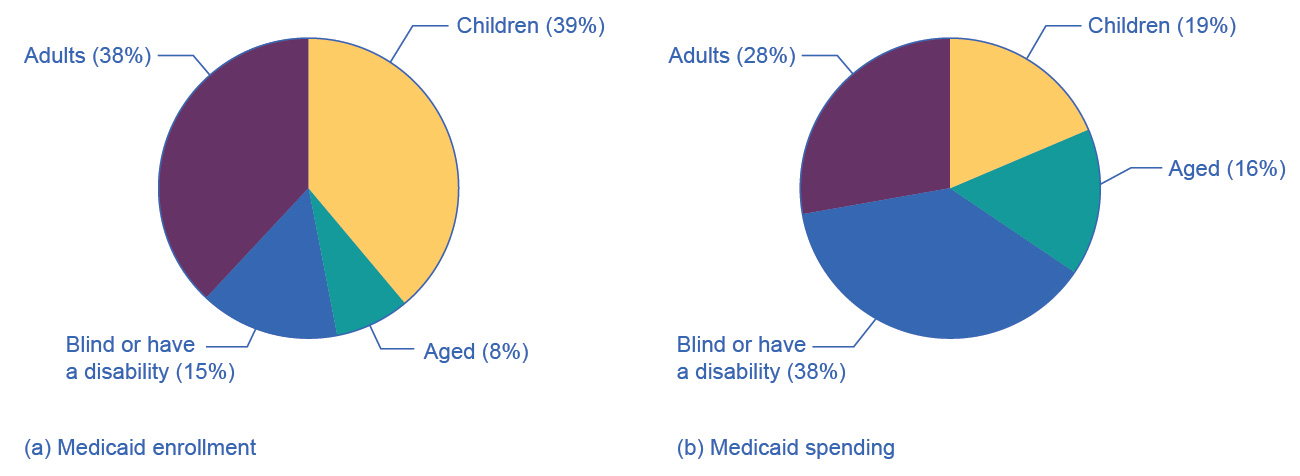 Children (39%)
Adults (38%)
Blind or have
a disability (15%)
Aged (8%)
(a) Medicaid enrollment
Children (19%)
Adults (28%)
Aged (16%)
Blind or have
a disability (38%)
(b) Medicaid spending